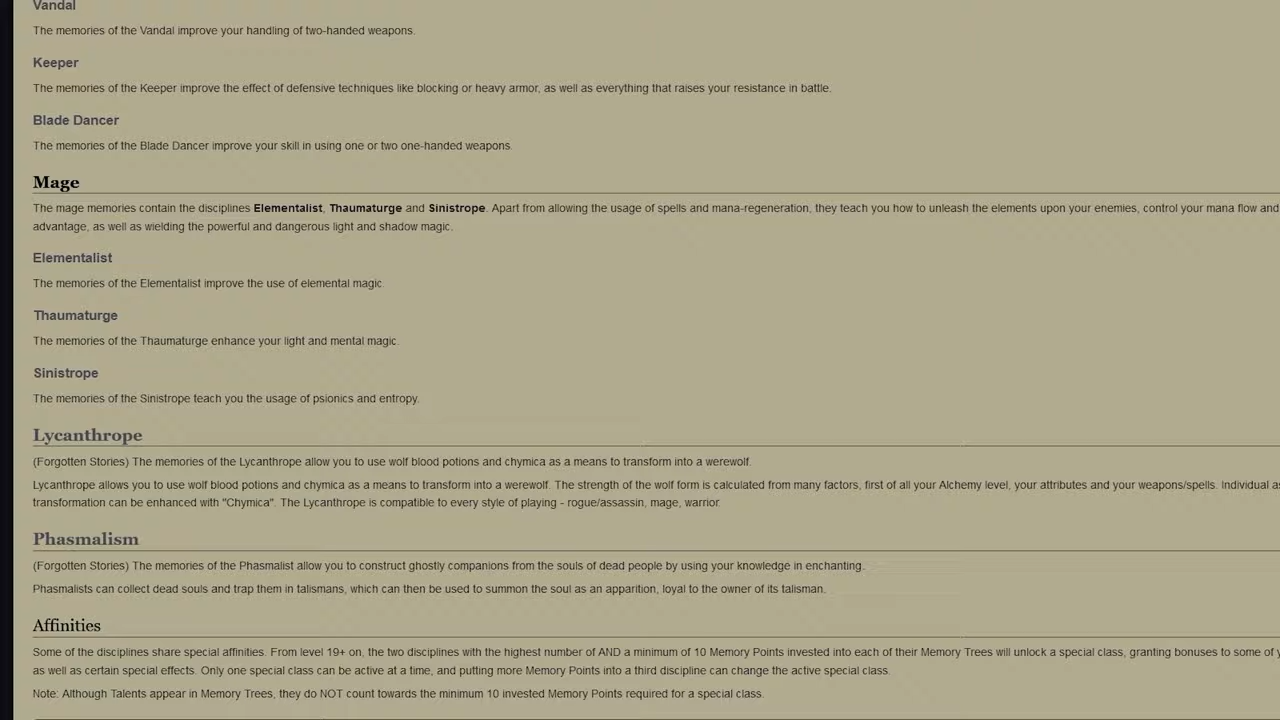 Vandal
The memories of the Vandal improve your handling of two-handed weapons.
Keeper
The memories of the Keeper improve the effect of defensive techniques like blocking or heavy armor, as well as everything that raises your resistance in battle.
Blade Dancer
The memories of the Blade Dancer improve your skill in using one or two one-handed weapons.
Mage
The mage memories contain the disciplines Elementalist, Thaumaturge and Sinistrope. Apart from allowing the usage of spells and mana-regeneration, they teach you how to unleash the elements upon your enemies, control your mana flow and
advantage, as well as wielding the powerful and dangerous light and shadow magic.
Elementalist
The memories of the Elementalist improve the use of elemental magic.
Thaumaturge
The memories of the Thaumaturge enhance your light and mental magic.
Sinistrope
The memories of the Sinistrope teach you the usage of psionics and entropy.
Lycanthrope
(Forgotten Stories) The memories of the Lycanthrope allow you to use wolf blood potions and chymica as a means to transform into a werewolf.
Lycanthrope allows you to use wolf blood potions and chymica as a means to transform into a werewolf. The strength of the wolf form is calculated from many factors, first of all your Alchemy level, your attributes and your weapons/spells. Individual
transformation can be enhanced with "Chymica". The Lycanthrope is compatible to every style of playing - rogue/assassin, mage, warrior.
Phasmalism
(Forgotten Stories) The memories of the Phasmalist allow you to construct ghostly companions from the souls of dead people by using your knowledge in enchanting.
Phasmalists can collect dead souls and trap them in talismans, which can then be used to summon the soul as an apparition, loyal to the owner of its talisman.
Affinities
Some of the disciplines share special affinities. From level 19+ on, the two disciplines with the highest number of AND a minimum of 10 Memory Points invested into each of their Memory Trees will unlock a special class, granting bonuses to some of
as well as certain special effects. Only one special class can be active at a time, and putting more Memory Points into a third discipline can change the active special class.
Note: Although Talents appear in Memory Trees, they do NOT count towards the minimum 10 invested Memory Points required for a special class.